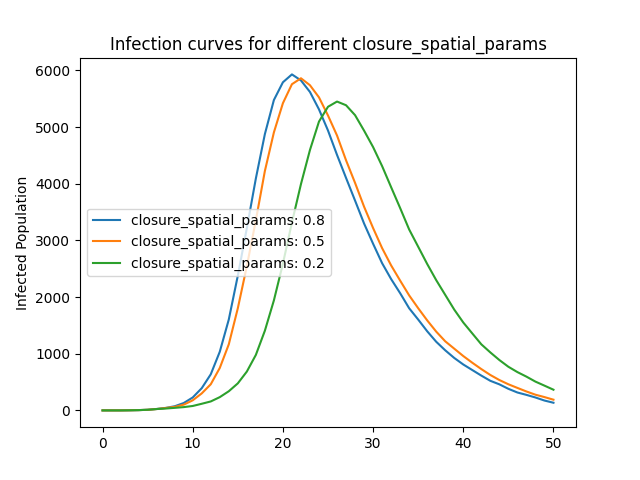 Infection curves for different closure_spatial_params
6000
5000
4000
3000
2000
1000
0
Infected Population
closure_spatial_params: 0.8
closure_spatial_params: 0.5
closure_spatial_params: 0.2
0 10 20 30 40 50